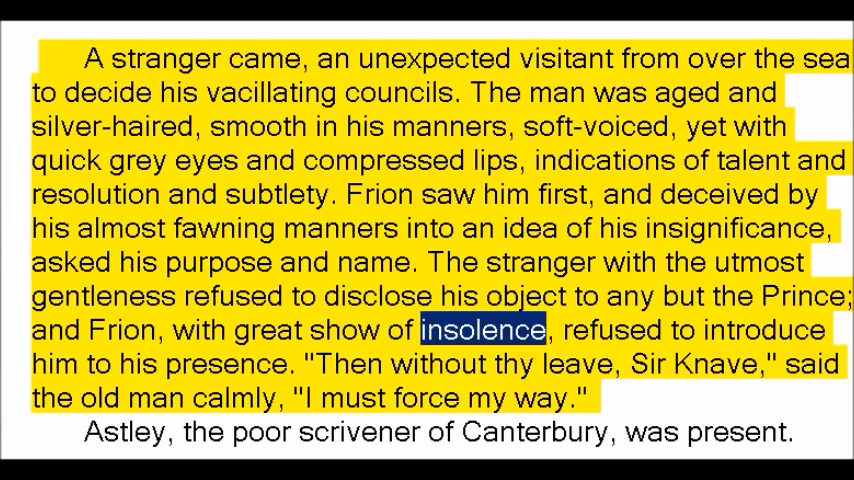 A stranger came, an unexpected visitant from over the sea
to decide his vacillating councils. The man was aged and
silver-haired, smooth in his manners, soft-voiced, yet with
quick grey eyes and compressed lips, indications of talent and
resolution and subtlety. Frion saw him first, and deceived by
his almost fawning manners into an idea of his insignificance,
asked his purpose and name. The stranger with the utmost
gentleness refused to disclose his object to any but the Prince;
and Frion, with great show of insolence, refused to introduce
him to his presence. "Then without thy leave, Sir Knave," said
the old man calmly, "I must force my way."
Astley, the poor scrivener of Canterbury, was present.